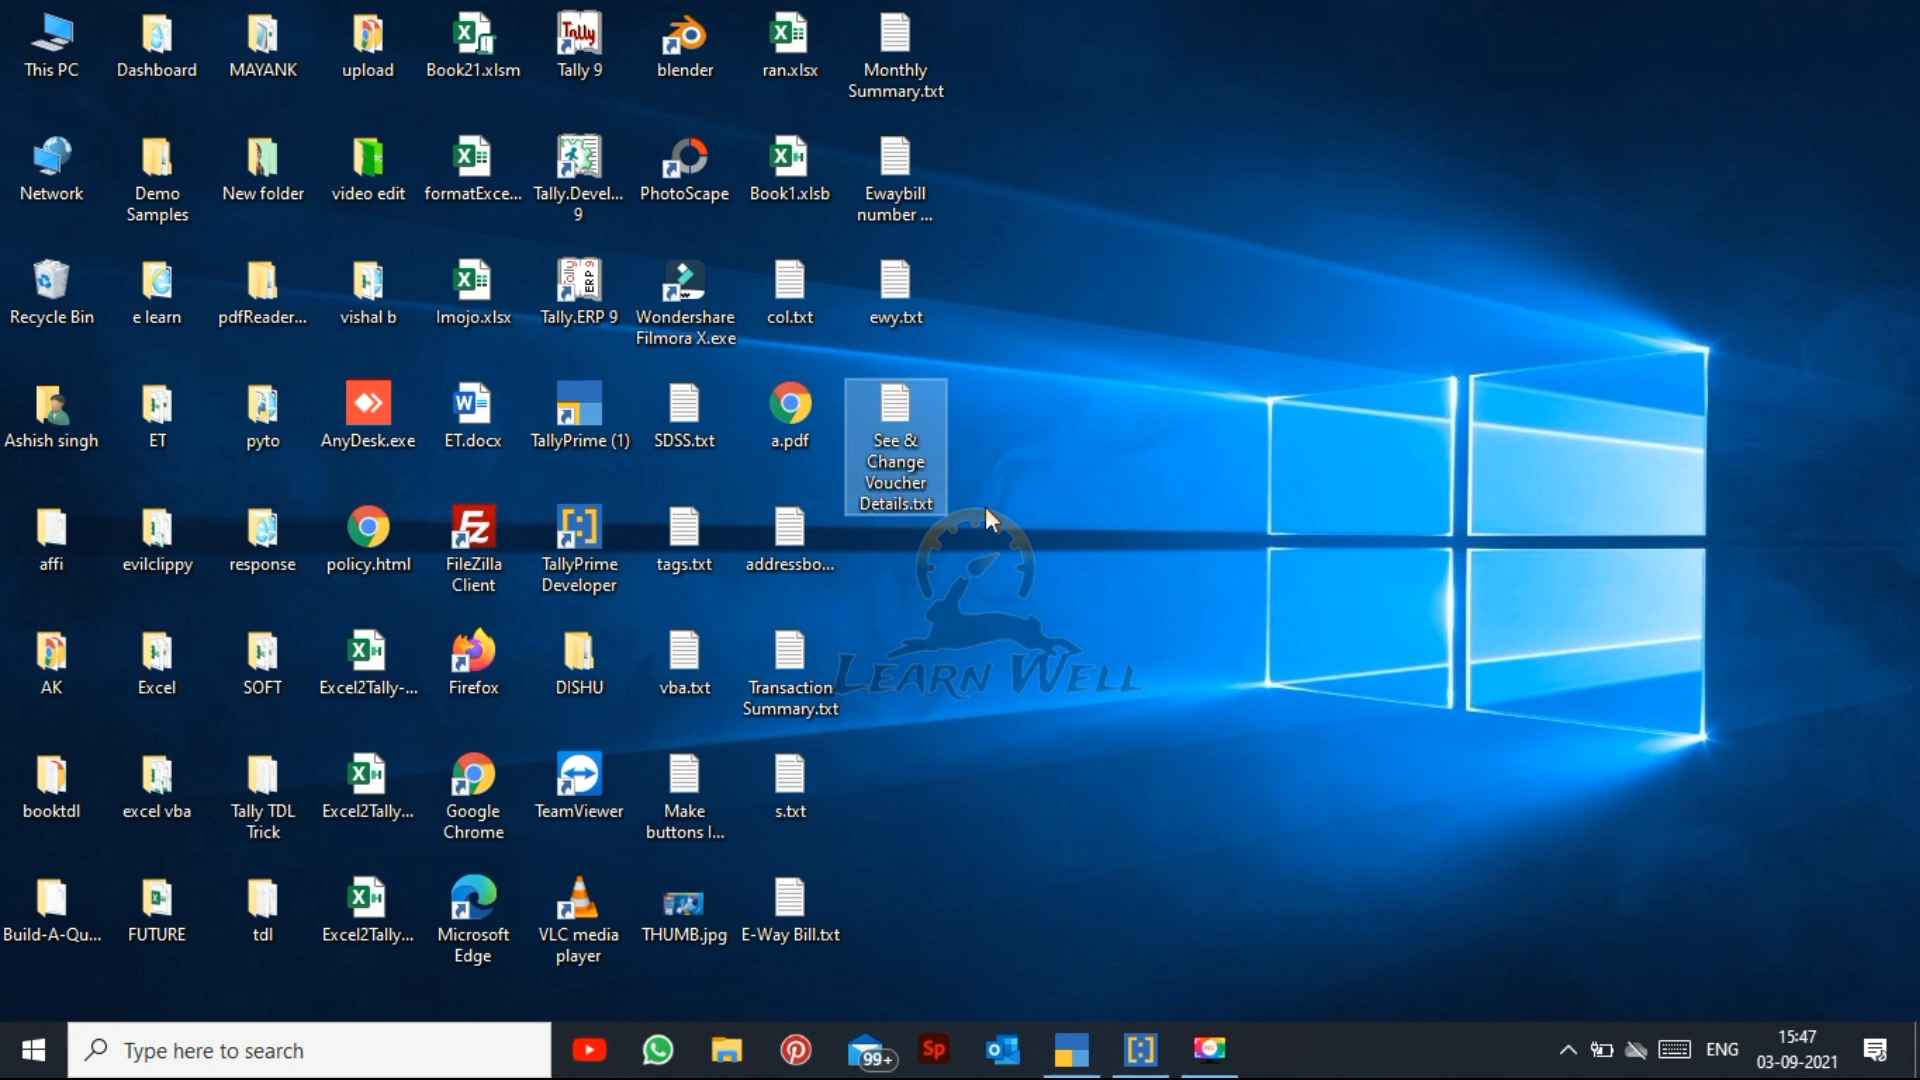 This PC
Dashboard
MAYANK
upload
Book21.xlsm
Tally 9
blender
ran.xlsx
Monthly
Summary.txt
Network
Demo
Samples
New folder
video edit
formatExce...
Tally.Devel...
9
PhotoScape
Book1.xlsb
Ewaybill
number ...
Recycle Bin
e learn
pdfReader...
vishal b
Imojo.xlsx
Tally.ERP 9
Wondershare
Filmora X.exe
col.txt
ewy.txt
Ashish singh
ET
pyto
AnyDesk.exe
ET.docx
TallyPrime (1)
SDSS.txt
a.pdf
See &
Change
Voucher
Details.txt
affi
evilclippy
response
policy.html
FileZilla
Client
TallyPrime
Developer
tags.txt
addressbo...
AK
Excel
SOFT
Excel2Tally-...
Firefox
DISHU
vba.txt
Transaction
Summary.txt
LEARN WELL
booktdl
excel vba
Tally TDL
Trick
Excel2Tally...
Google
Chrome
TeamViewer
Make
buttons l...
s.txt
Build-A-Qu...
FUTURE
tdl
Excel2Tally...
Microsoft
Edge
VLC media
player
THUMB.jpg
E-Way Bill.txt
Type here to search
99+
Sp
ENG
15:47
03-09-2021